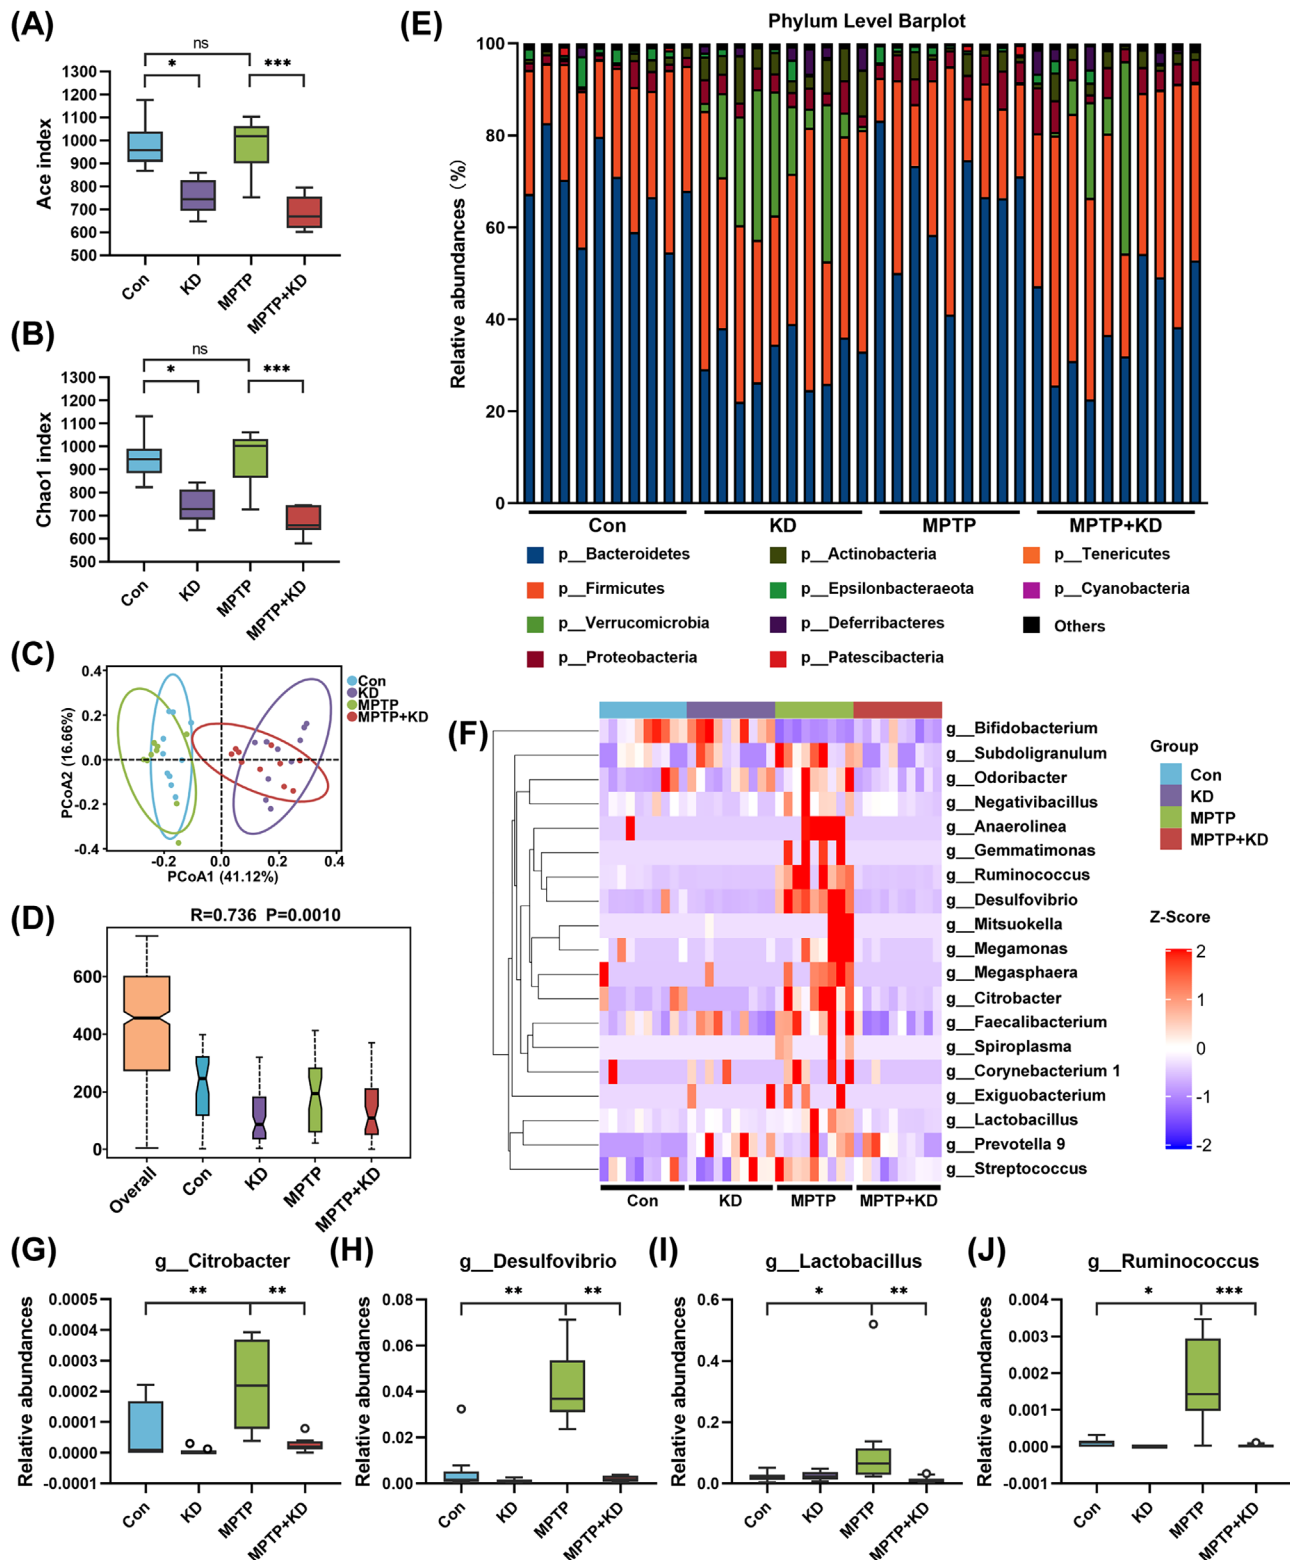 (A)
ns
*
***
Ace index
1300
1200
1100
1000
900
800
700
600
500
Con
KD
MPTP
MPTP+KD
(B)
ns
*
***
Chao1 index
1300
1200
1100
1000
900
800
700
600
500
Con
KD
MPTP
MPTP+KD
(C)
PCoA2 (16.66%)
0.4
0.2
0.0
-0.2
-0.4
-0.2
0.0
0.2
0.4
PCoA1 (41.12%)
Con
KD
MPTP
MPTP+KD
(D)
R=0.736 P=0.0010
600
400
200
0
Overall
Con
KD
MPTP
MPTP+KD
(E)
Phylum Level Barplot
Relative abundances (%)
100
80
60
40
20
0
Con
KD
MPTP
MPTP+KD
p__Bacteroidetes
p__Firmicutes
p__Verrucomicrobia
p__Proteobacteria
p__Actinobacteria
p__Epsilonbacteraeota
p__Deferribacteres
p__Patescibacteria
p__Tenericutes
p__Cyanobacteria
Others
(F)
g__Bifidobacterium
g__Subdoligranulum
g__Odoribacter
g__Negativibacillus
g__Anaerolinea
g__Gemmatimonas
g__Ruminococcus
g__Desulfovibrio
g__Mitsuokella
g__Megamonas
g__Megasphaera
g__Citrobacter
g__Faecalibacterium
g__Spiroplasma
g__Corynebacterium 1
g__Exiguobacterium
g__Lactobacillus
g__Prevotella 9
g__Streptococcus
Con
KD
MPTP
MPTP+KD
Group
Con
KD
MPTP
MPTP+KD
Z-Score
2
1
0
-1
-2
(G)
g__Citrobacter
**
**
Relative abundances
0.0005
0.0004
0.0003
0.0002
0.0001
0.0000
-0.0001
Con
KD
MPTP
MPTP+KD
(H)
g__Desulfovibrio
**
**
Relative abundances
0.08
0.06
0.04
0.02
0.00
Con
KD
MPTP
MPTP+KD
(I)
g__Lactobacillus
*
**
Relative abundances
0.6
0.4
0.2
0.0
Con
KD
MPTP
MPTP+KD
(J)
g__Ruminococcus
*
***
Relative abundances
0.004
0.003
0.002
0.001
0.000
-0.001
Con
KD
MPTP
MPTP+KD